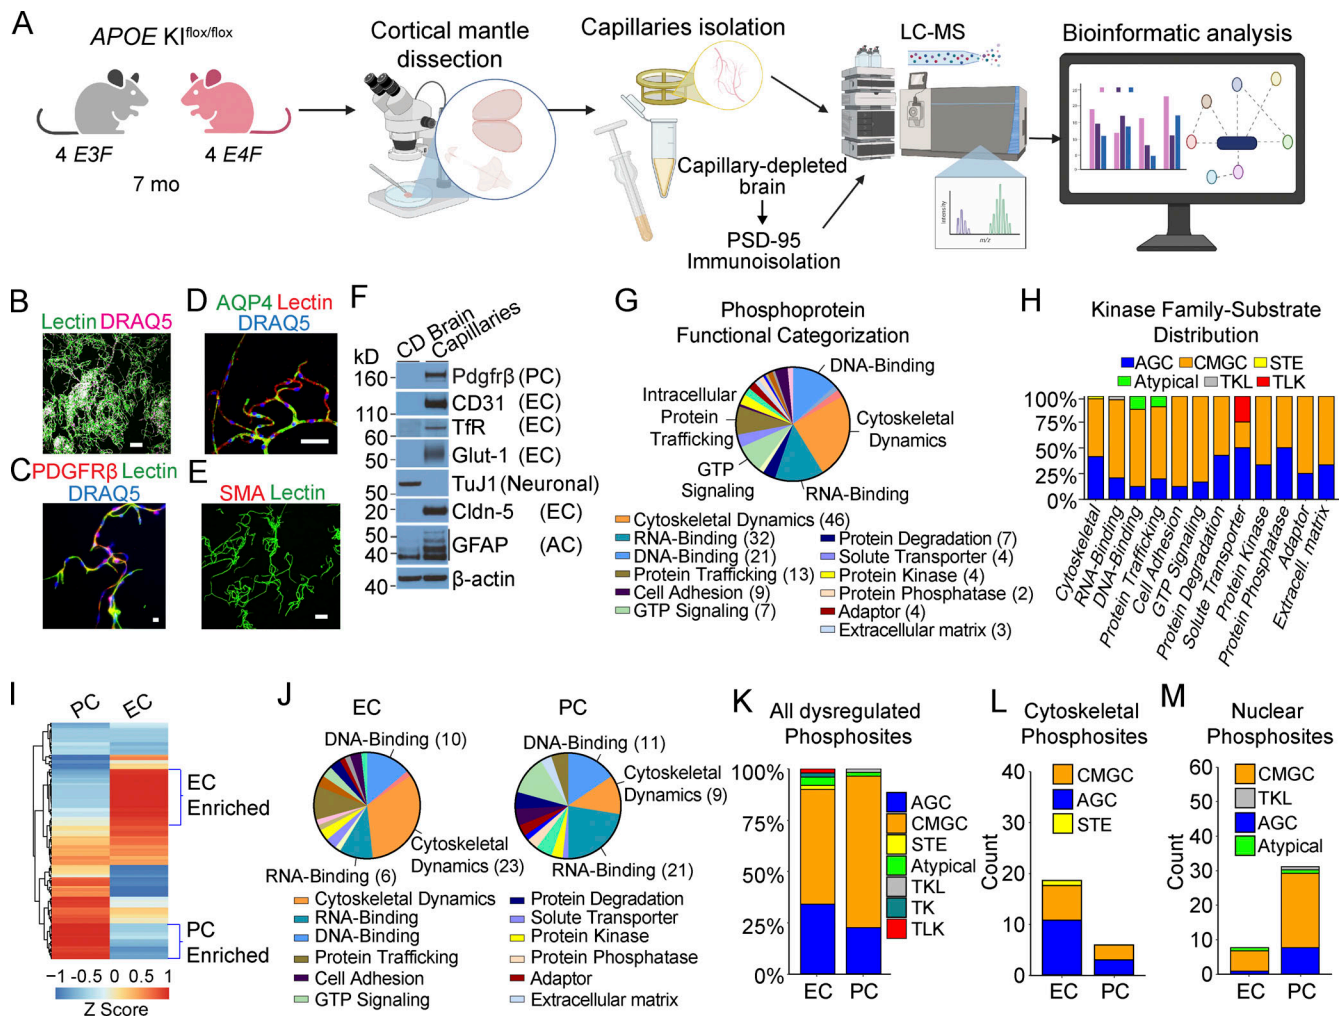 A
APOE KI flox/flox
4 E3F
4 E4F
7 mo
Cortical mantle
dissection
Capillaries isolation
Capillary-depleted
brain
PSD-95
Immunoisolation
LC-MS
Intensity
m/z
Bioinformatic analysis
B
Lectin DRAQ5
C
PDGFRβ Lectin
DRAQ5
D
AQP4 Lectin
DRAQ5
E
SMA Lectin
F
CD Brain
Capillaries
kD
160
110
60
50
50
20
40
40
Pdgfrβ (PC)
CD31 (EC)
TfR (EC)
Glut-1 (EC)
TuJ1 (Neuronal)
Cldn-5 (EC)
GFAP (AC)
β-actin
G
Phosphoprotein
Functional Categorization
DNA-Binding
Cytoskeletal
Dynamics
RNA-Binding
GTP
Signaling
Intracellular
Protein
Trafficking
Cytoskeletal Dynamics (46)
RNA-Binding (32)
DNA-Binding (21)
Protein Trafficking (13)
Cell Adhesion (9)
GTP Signaling (7)
Protein Degradation (7)
Solute Transporter (4)
Protein Kinase (4)
Protein Phosphatase (2)
Adaptor (4)
Extracellular matrix (3)
H
Kinase Family-Substrate
Distribution
AGC CMGC STE
Atypical TKL TLK
100%
75%
50%
25%
0%
Cytoskeletal
RNA-Binding
DNA-Binding
Protein Trafficking
Cell Adhesion
GTP Signaling
Protein Degradation
Solute Transporter
Protein Kinase
Protein Phosphatase
Adaptor
Extracell. matrix
I
PC EC
EC
Enriched
PC
Enriched
−1 -0.5 0 0.5 1
Z Score
J
EC
DNA-Binding (10)
Cytoskeletal
Dynamics (23)
RNA-Binding (6)
PC
DNA-Binding (11)
Cytoskeletal
Dynamics (9)
RNA-Binding (21)
Cytoskeletal Dynamics
RNA-Binding
DNA-Binding
Protein Trafficking
Cell Adhesion
GTP Signaling
Protein Degradation
Solute Transporter
Protein Kinase
Protein Phosphatase
Adaptor
Extracellular matrix
K
All dysregulated
Phosphosites
100%
75%
50%
25%
0%
EC PC
AGC
CMGC
STE
Atypical
TKL
TK
TLK
L
Cytoskeletal
Phosphosites
CMGC
AGC
STE
Count
40
30
20
10
0
EC PC
M
Nuclear
Phosphosites
CMGC
TKL
AGC
Atypical
Count
60
50
40
30
20
10
0
EC PC